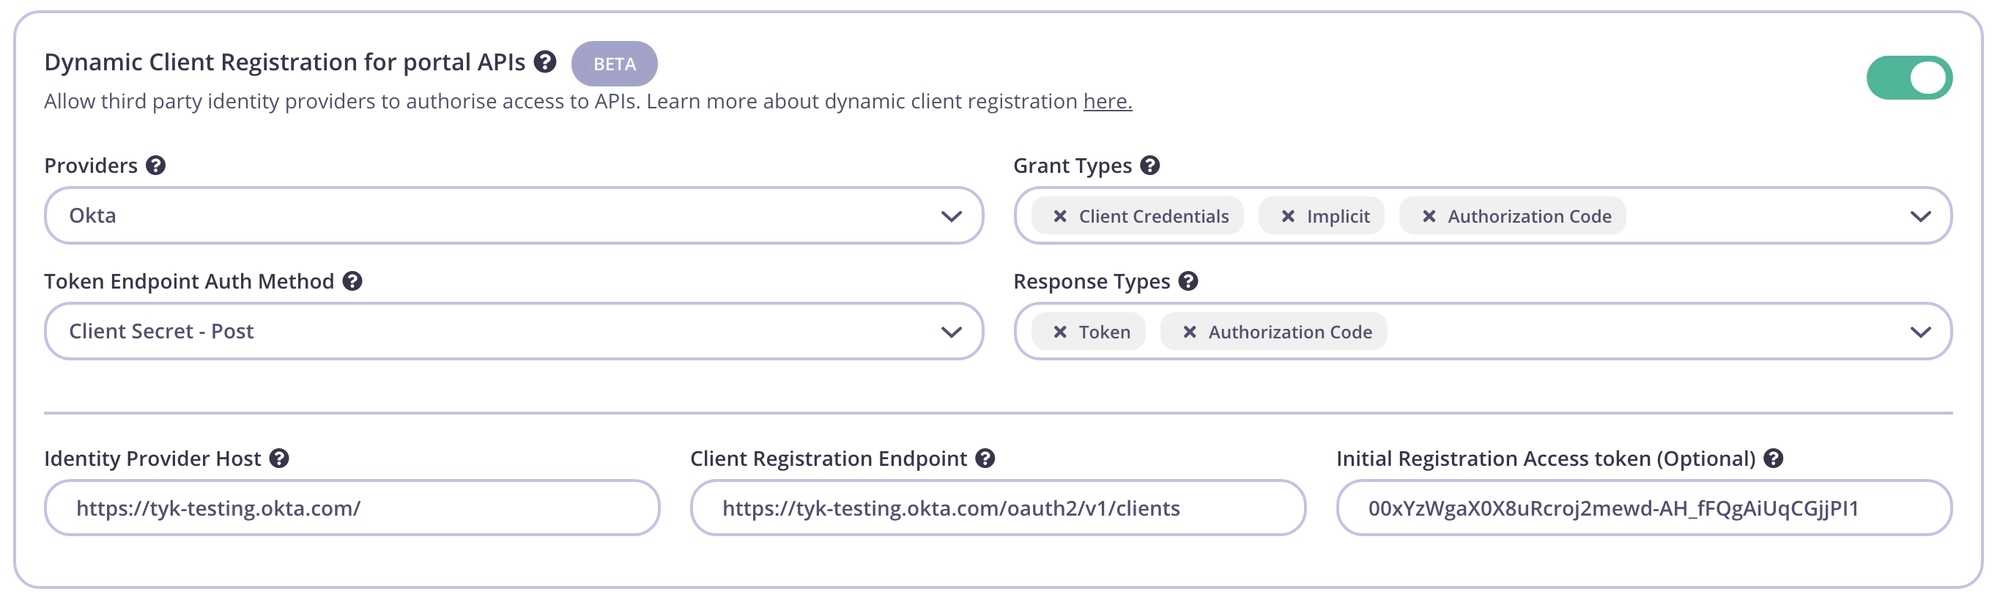 Dynamic Client Registration for portal APIs ? BETA
Allow third party identity providers to authorise access to APIs. Learn more about dynamic client registration here.
Providers ?
Okta
Grant Types ?
Client Credentials Implicit Authorization Code
Token Endpoint Auth Method ?
Client Secret - Post
Response Types ?
Token Authorization Code
Identity Provider Host ?
https://tyk-testing.okta.com/
Client Registration Endpoint ?
https://tyk-testing.okta.com/oauth2/v1/clients
Initial Registration Access token (Optional) ?
00xYzWgaX0X8uRcroj2mewd-AH_fFQgAiUqCGjjPI1